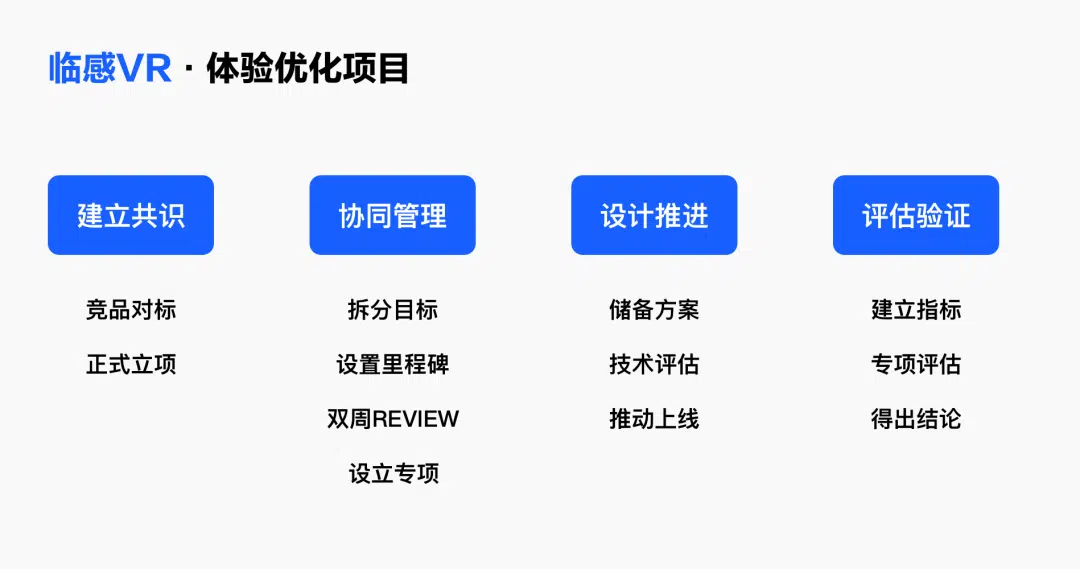 临感VR · 体验优化项目
建立共识
竞品对标
正式立项
协同管理
拆分目标
设置里程碑
双周REVIEW
设立专项
设计推进
储备方案
技术评估
推动上线
评估验证
建立指标
专项评估
得出结论